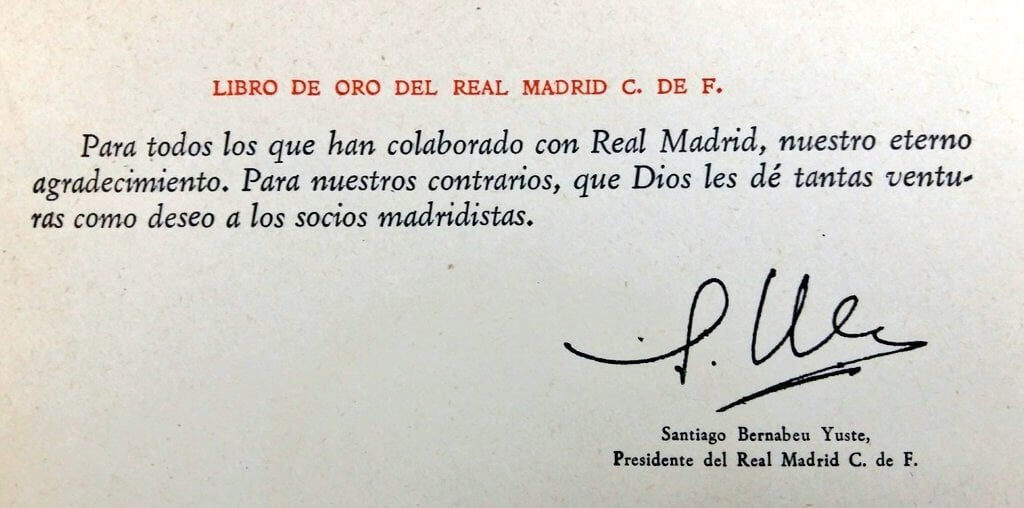 LIBRO DE ORO DEL REAL MADRID C. DE F.
Para todos los que han colaborado con Real Madrid, nuestro eterno
agradecimiento. Para nuestros contrarios, que Dios les dé tantas ventu-
ras como deseo a los socios madridistas.
Santiago Bernabeu Yuste,
Presidente del Real Madrid C. de F.